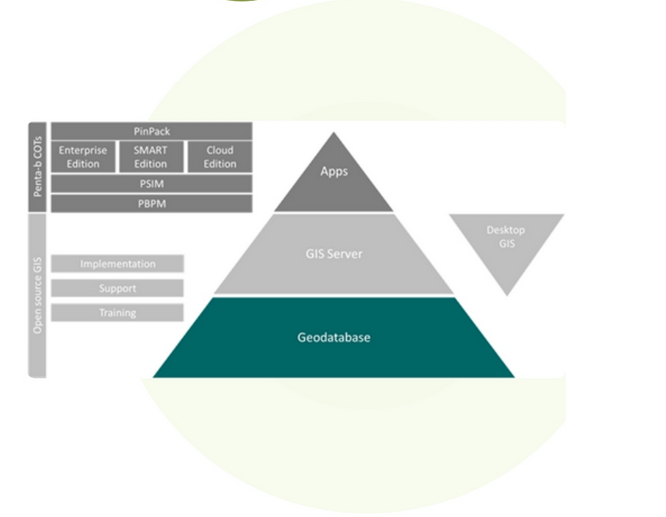 Penta-b COTs
PinPack
Enterprise
Edition
SMART
Edition
Cloud
Edition
PSIM
PBPM
Open source GIS
Implementation
Support
Training
Apps
GIS Server
Geodatabase
Desktop
GIS